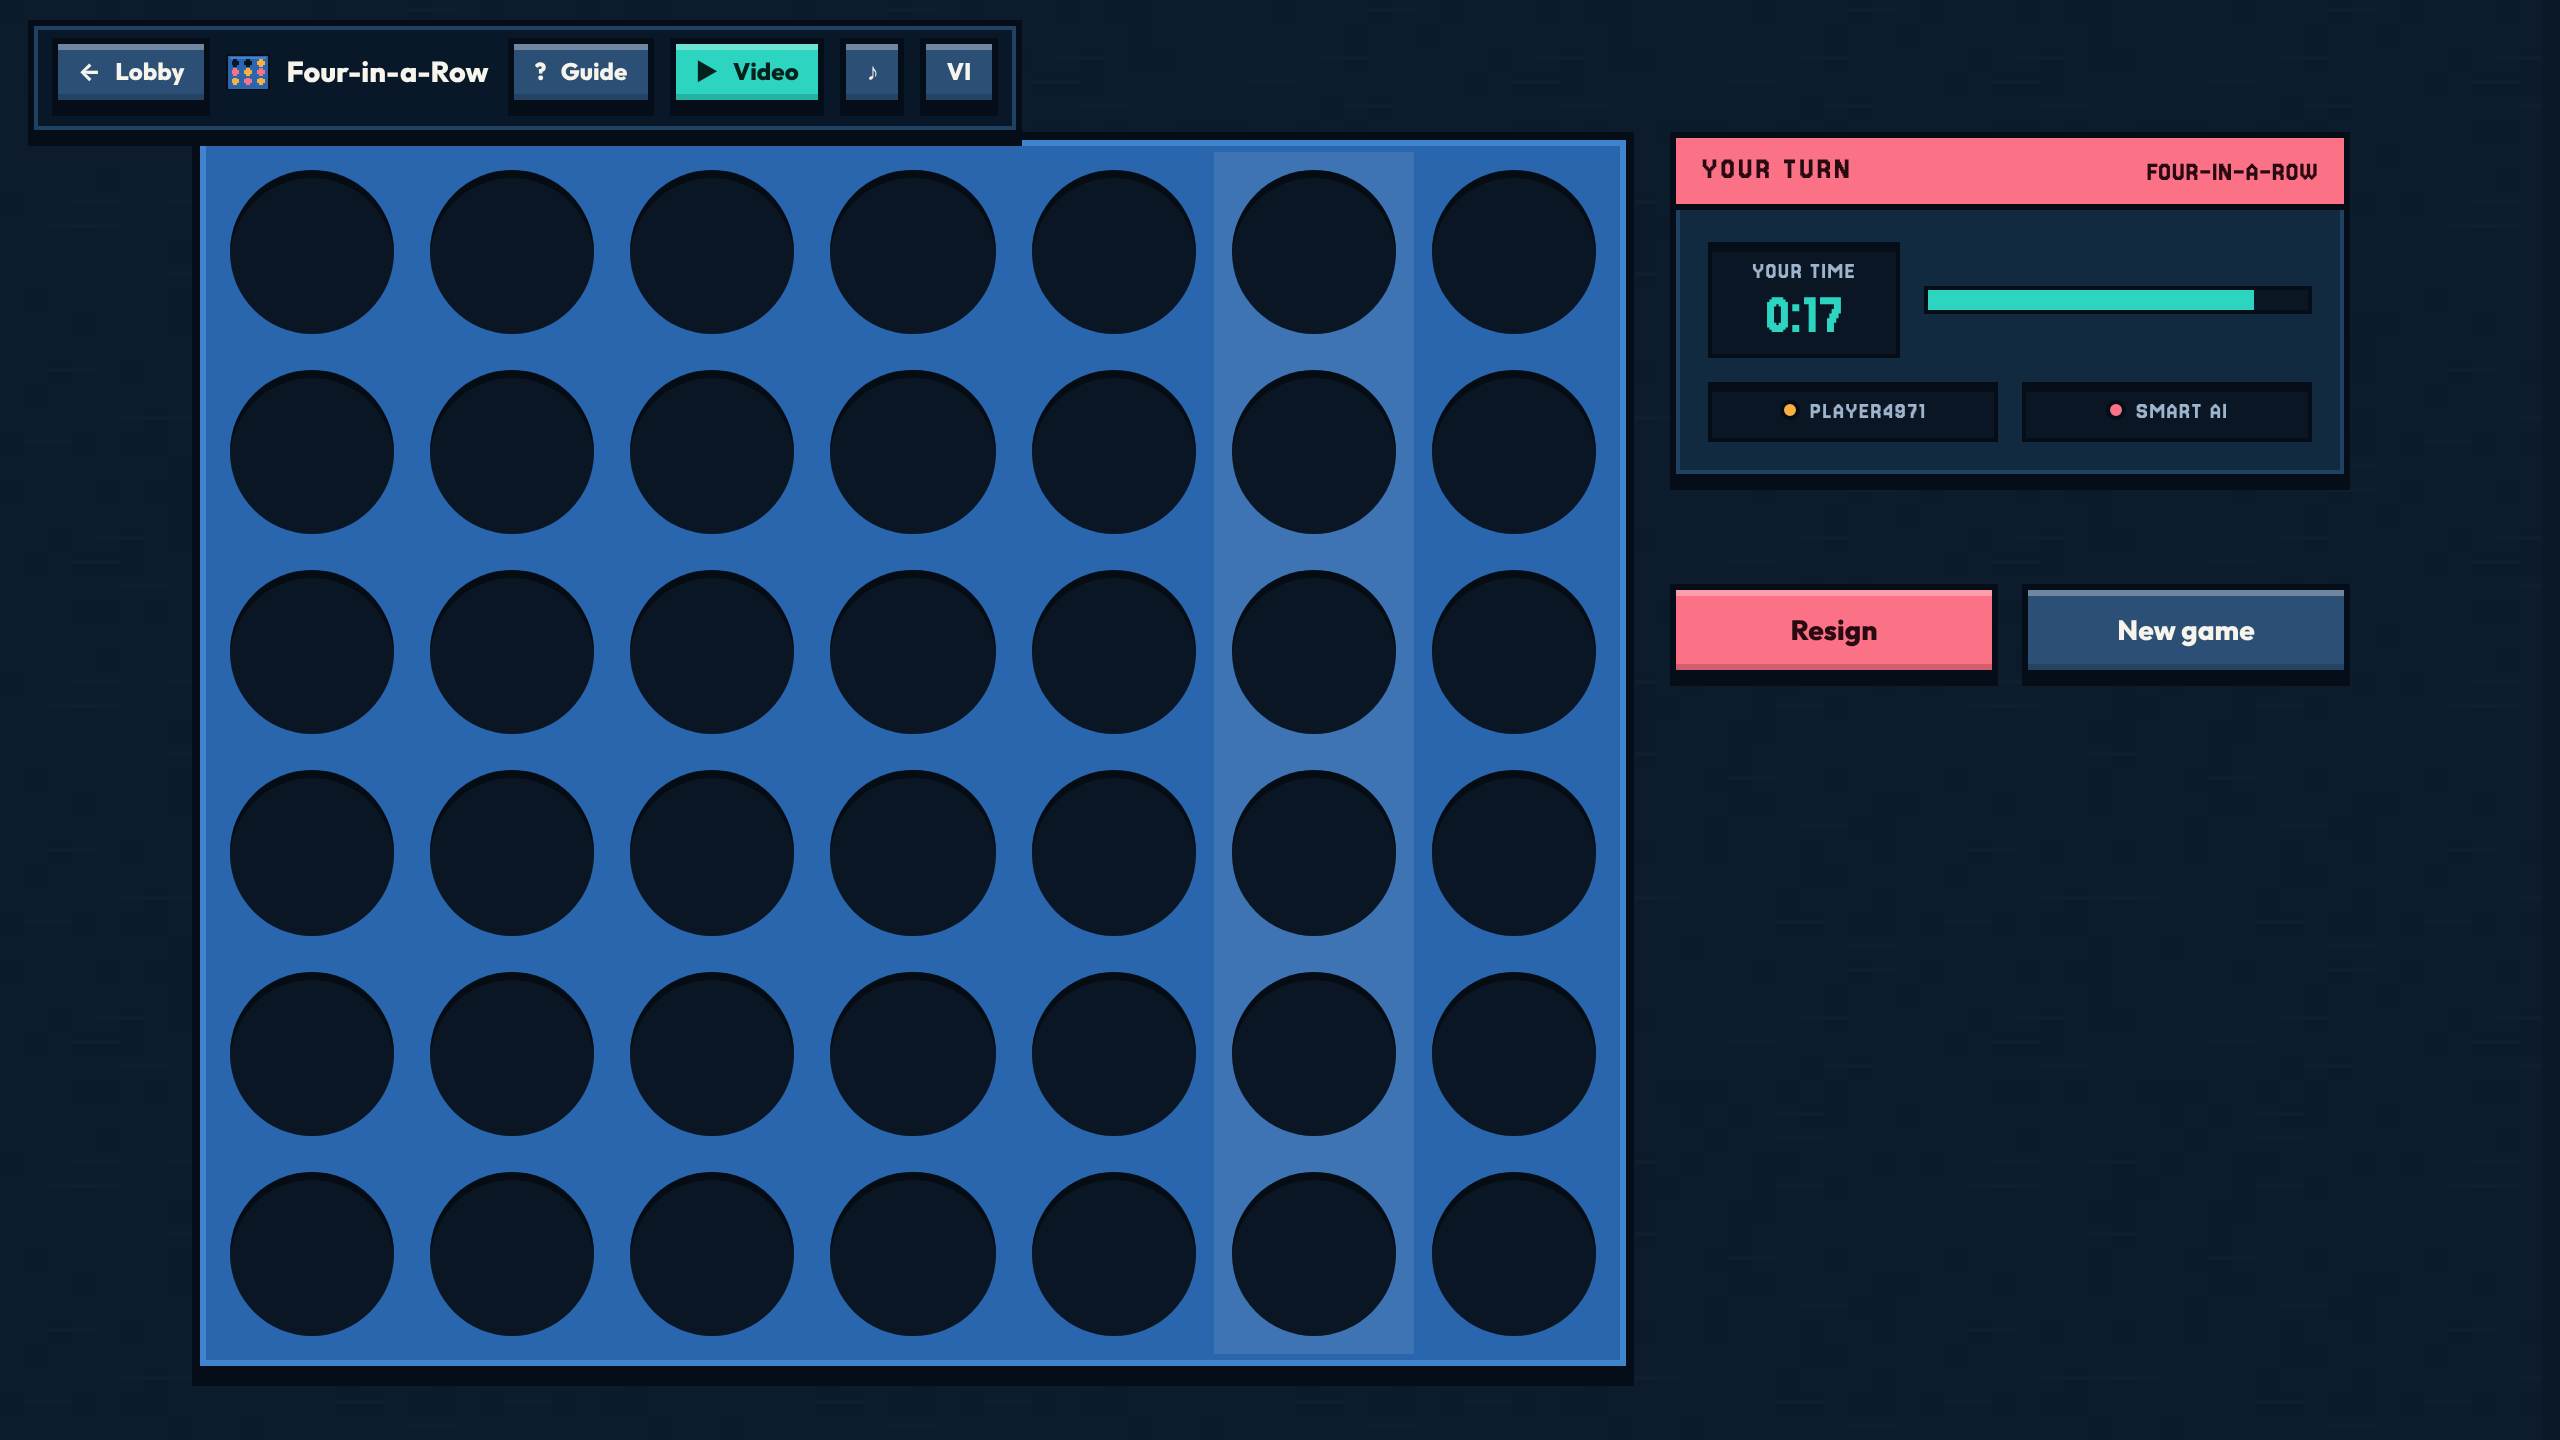 ← Lobby
Four-in-a-Row
? Guide
▶ Video
♪
VI
YOUR TURN
FOUR-IN-A-ROW
YOUR TIME
0:17
PLAYER4971
SMART AI
Resign
New game